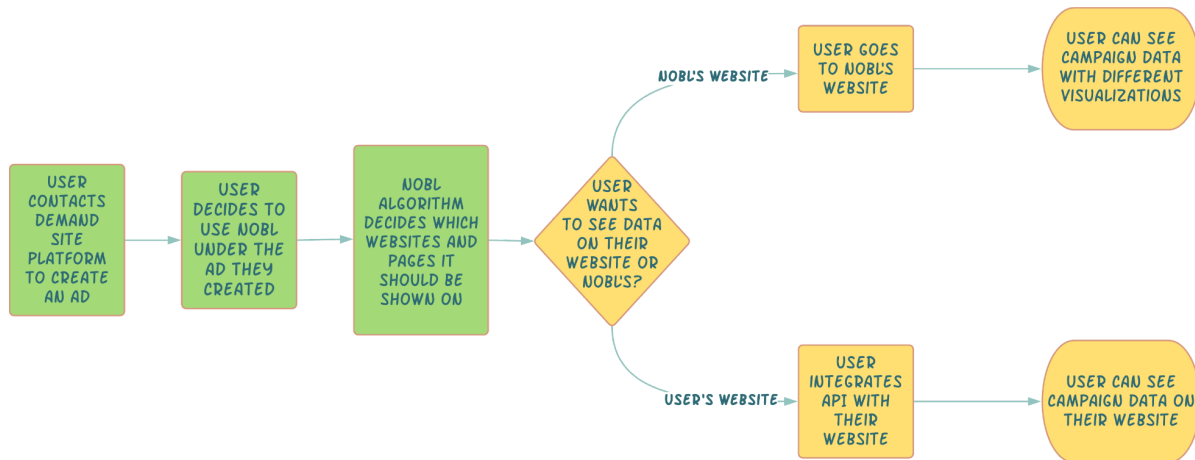 USER
CONTACTS
DEMAND
SITE
PLATFORM
TO CREATE
AN AD
USER
DECIDES TO
USE NOBL
UNDER THE
AD THEY
CREATED
NOBL
ALGORITHM
DECIDES WHICH
WEBSITES AND
PAGES IT
SHOULD BE
SHOWN ON
USER
WANTS
TO SEE DATA
ON THEIR
WEBSITE OR
NOBL'S?
NOBL'S WEBSITE
USER GOES
TO NOBL'S
WEBSITE
USER CAN SEE
CAMPAIGN DATA
WITH DIFFERENT
VISUALIZATIONS
USER'S WEBSITE
USER
INTEGRATES
API WITH
THEIR
WEBSITE
USER CAN SEE
CAMPAIGN DATA ON
THEIR WEBSITE